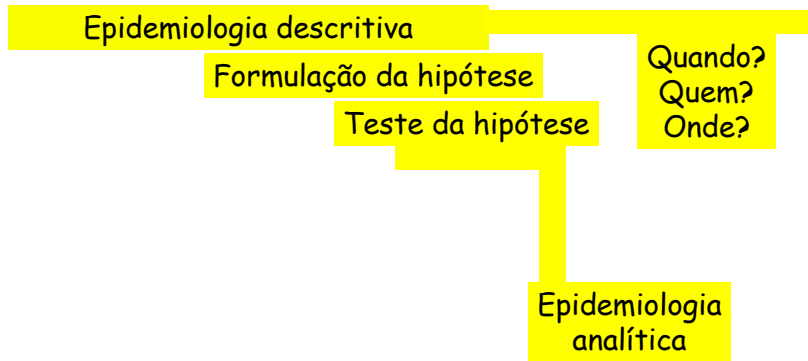 Epidemiologia descritiva
Quando?
Quem?
Onde?
Formulação da hipótese
Teste da hipótese
Epidemiologia
analítica